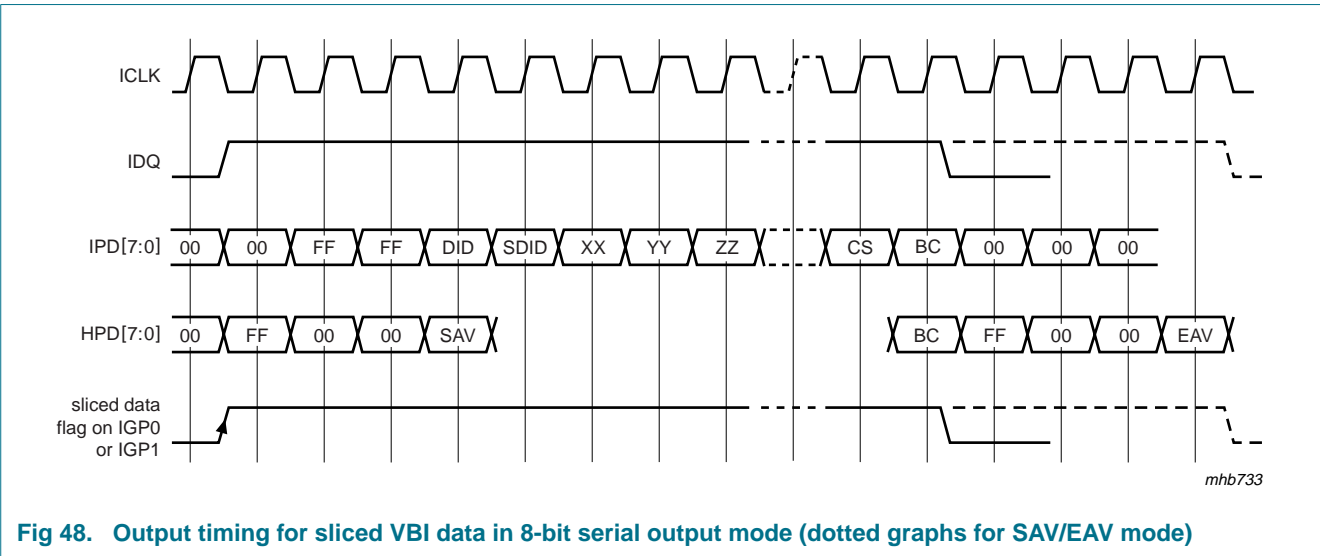 ICLK
IDQ
IPD[7:0] 00 00 FF FF DID SDID XX YY ZZ CS BC 00 00 00
HPD[7:0] 00 FF 00 00 SAV BC FF 00 00 EAV
sliced data
flag on IGP0
or IGP1
mhb733
Fig 48. Output timing for sliced VBI data in 8-bit serial output mode (dotted graphs for SAV/EAV mode)